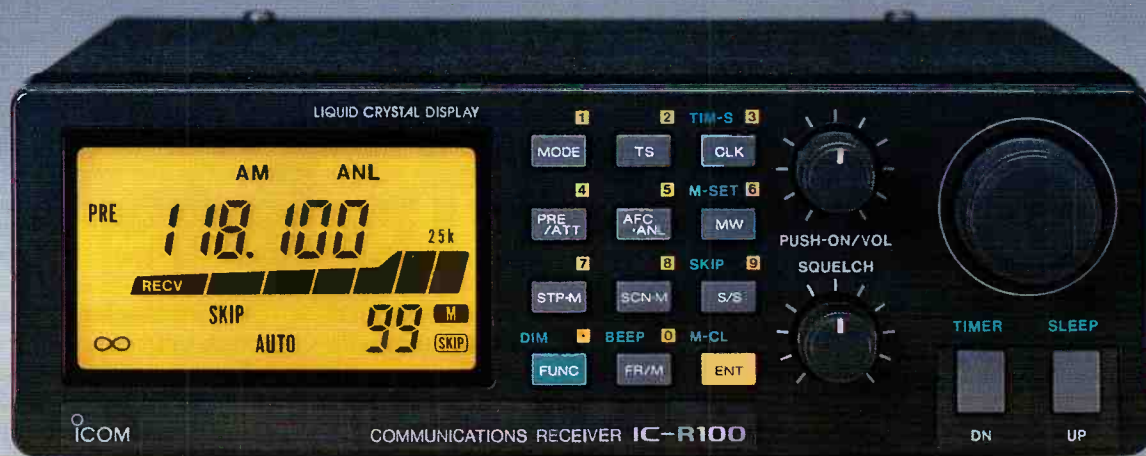 LIQUID CRYSTAL DISPLAY
AM ANL
PRE 118.100 25k
RECV
SKIP 99 M
∞ AUTO SKIP
1 2 TIM-S 3
MODE TS CLK
4 5 M-SET 6
PRE/ATT AFC·ANL MW
7 8 SKIP 9
STP-M SCN-M S/S
DIM · BEEP 0 M-CL
FUNC FR/M ENT
PUSH-ON/VOL
SQUELCH
TIMER SLEEP
DN UP
ICOM COMMUNICATIONS RECEIVER IC-R100